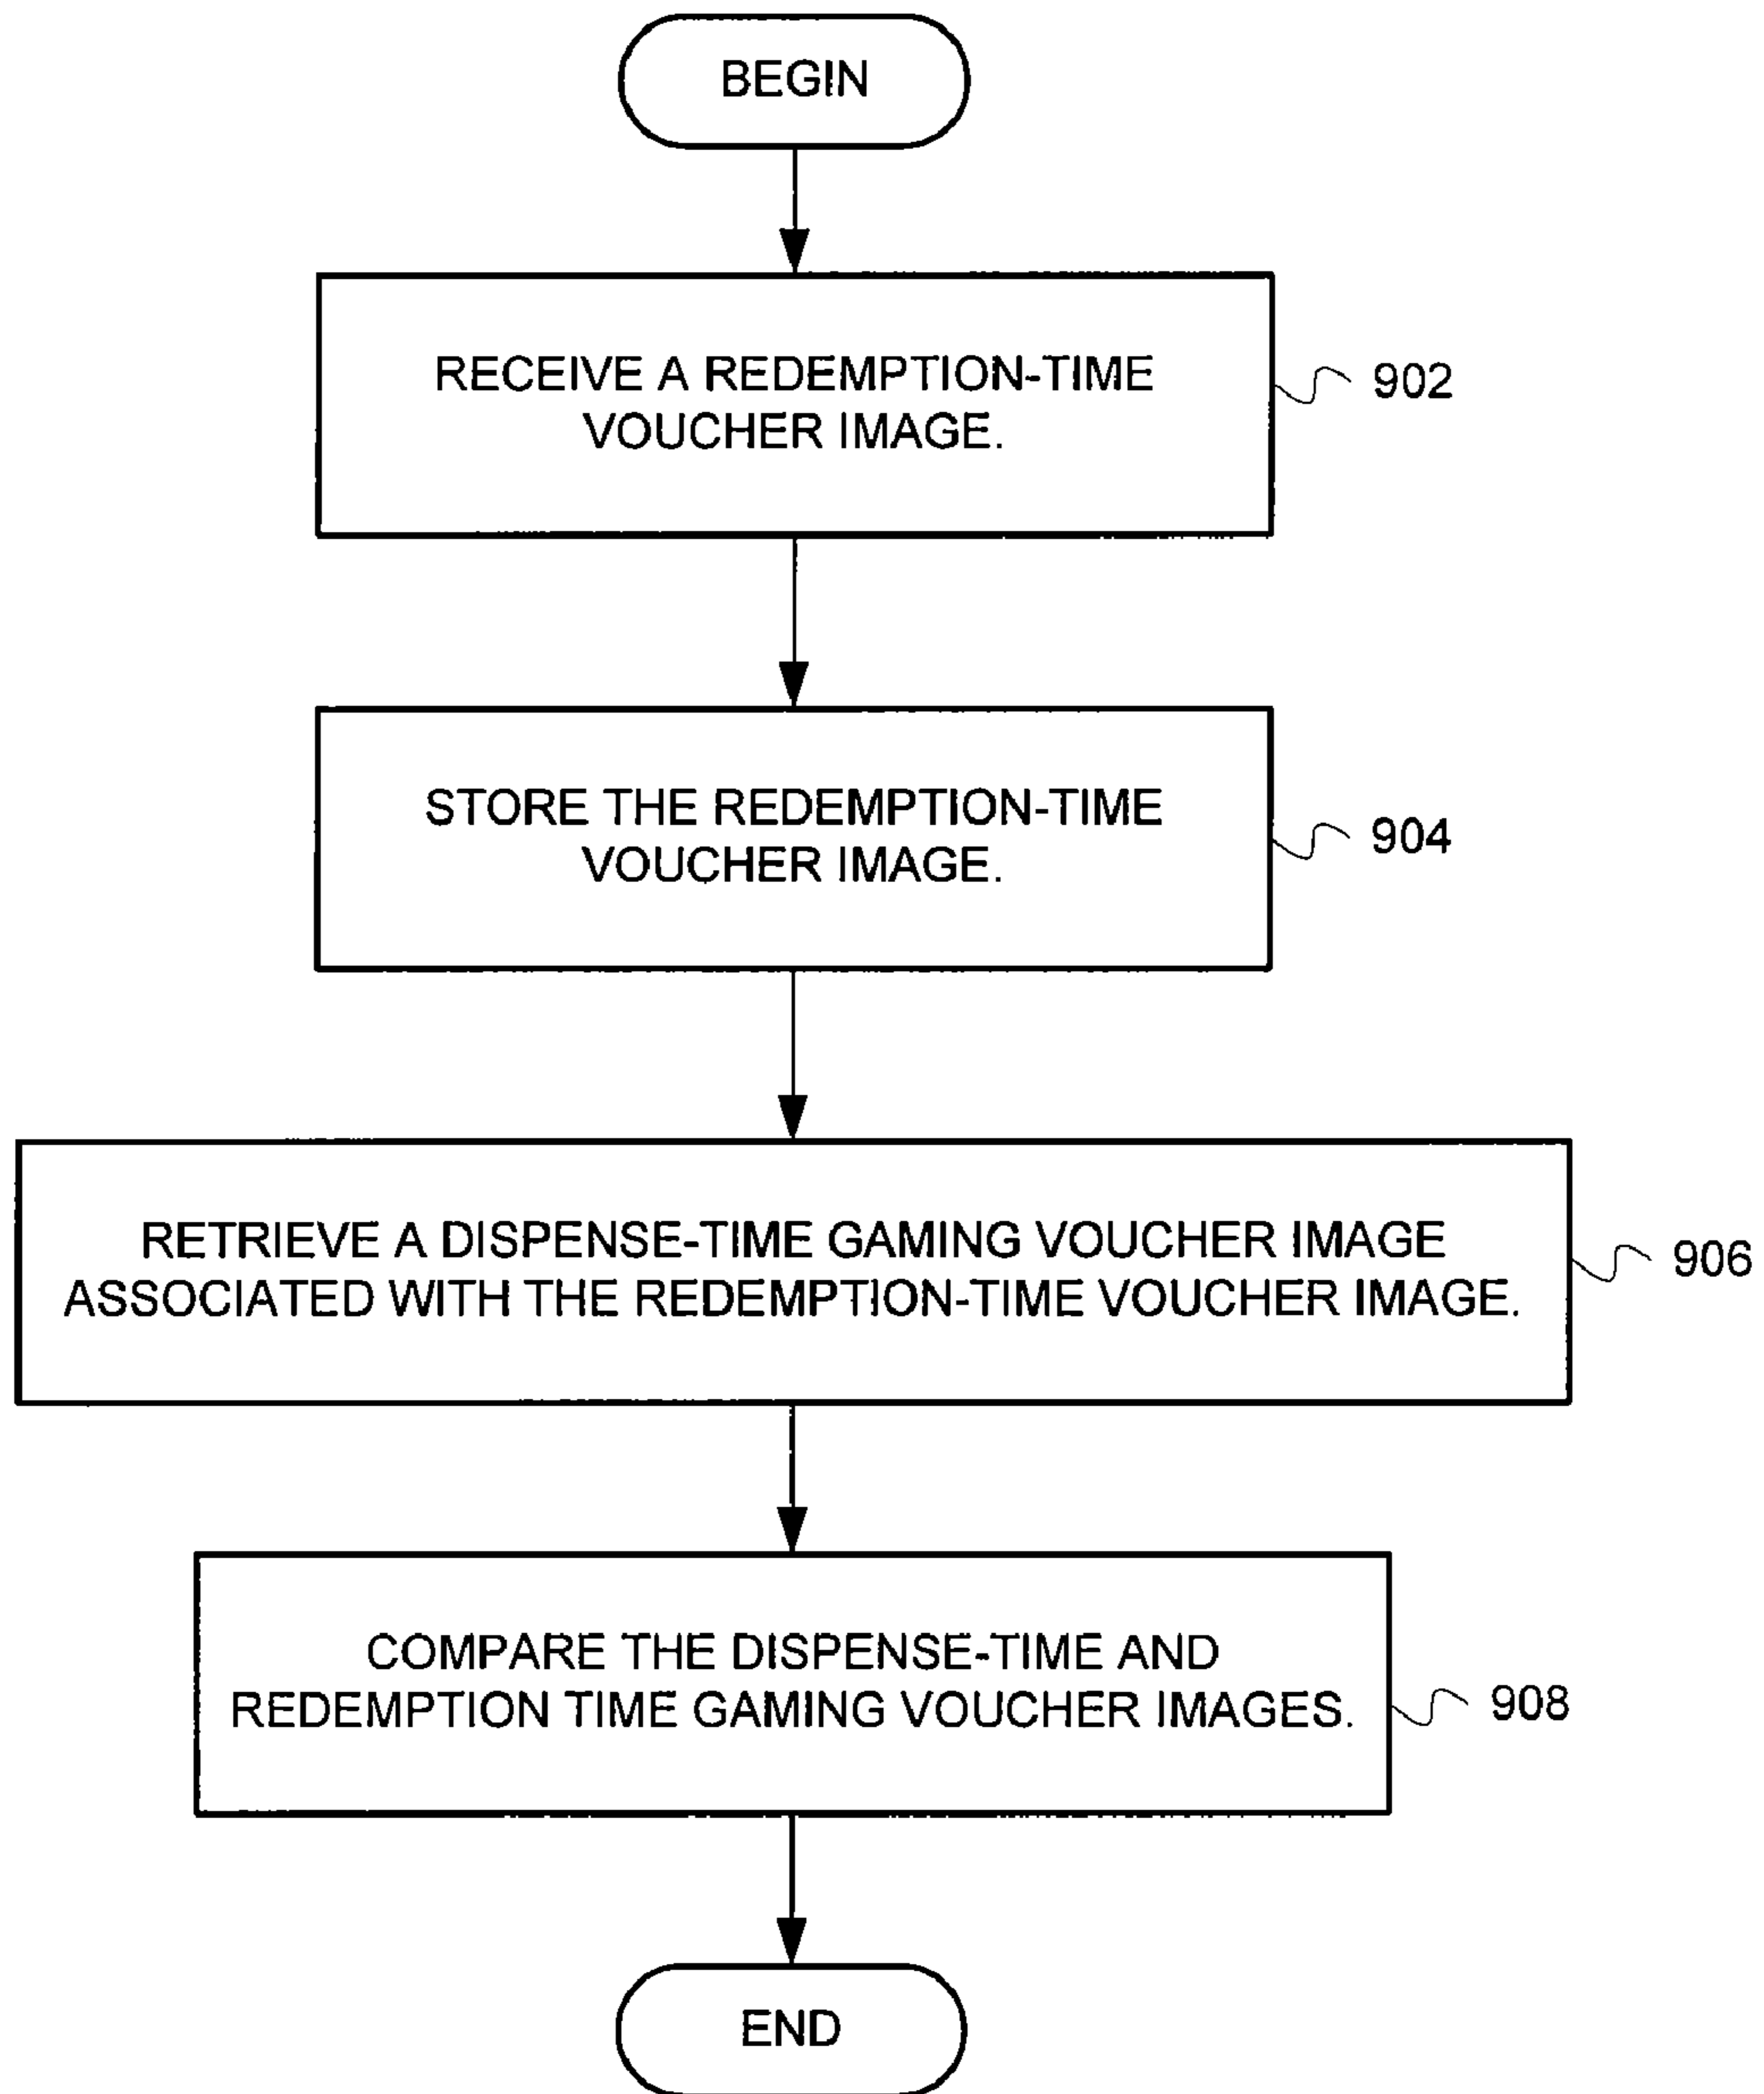 BEGIN
RECEIVE A REDEMPTION-TIME
VOUCHER IMAGE.
902
STORE THE REDEMPTION-TIME
VOUCHER IMAGE.
904
RETRIEVE A DISPENSE-TIME GAMING VOUCHER IMAGE
ASSOCIATED WITH THE REDEMPTION-TIME VOUCHER IMAGE.
906
COMPARE THE DISPENSE-TIME AND
REDEMPTION TIME GAMING VOUCHER IMAGES.
908
END